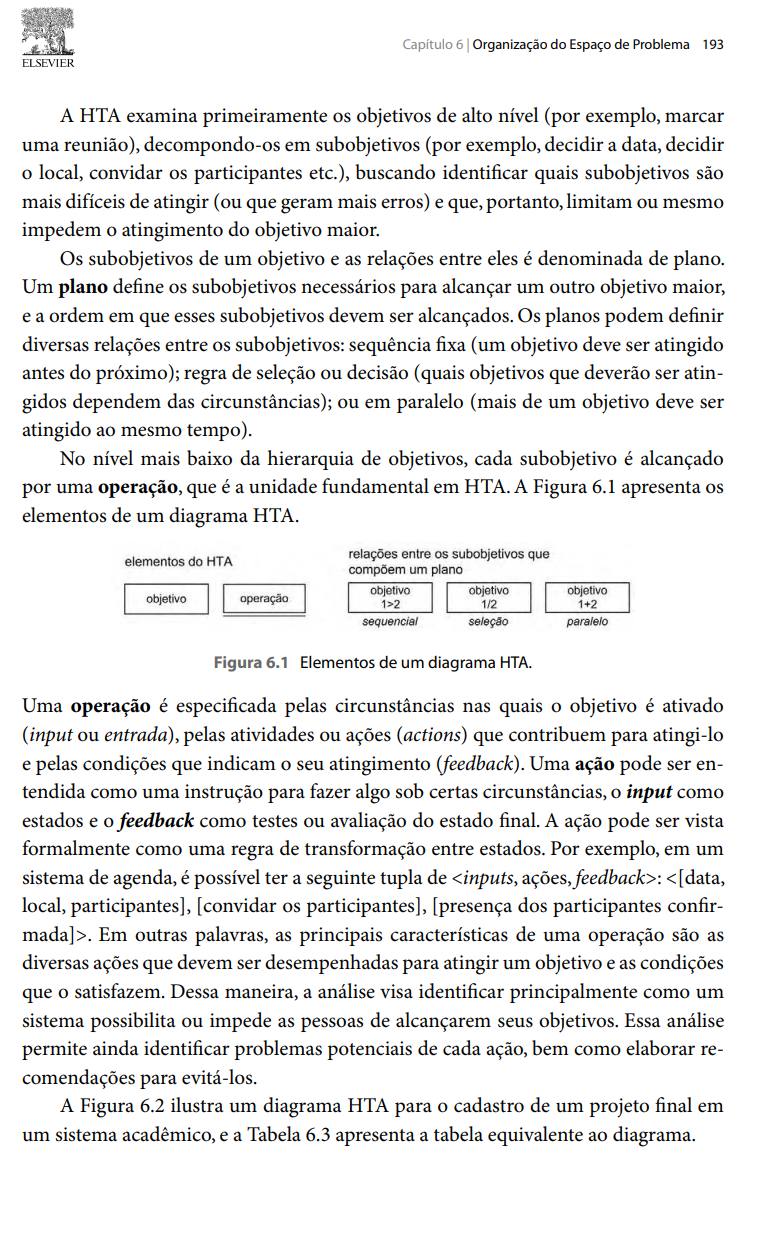 ELSEVIER
Capítulo 6 | Organização do Espaço de Problema 193
A HTA examina primeiramente os objetivos de alto nível (por exemplo, marcar
uma reunião), decompondo-os em subobjetivos (por exemplo, decidir a data, decidir
o local, convidar os participantes etc.), buscando identificar quais subobjetivos são
mais difíceis de atingir (ou que geram mais erros) e que, portanto, limitam ou mesmo
impedem o atingimento do objetivo maior.
Os subobjetivos de um objetivo e as relações entre eles é denominada de plano.
Um plano define os subobjetivos necessários para alcançar um outro objetivo maior,
e a ordem em que esses subobjetivos devem ser alcançados. Os planos podem definir
diversas relações entre os subobjetivos: sequência fixa (um objetivo deve ser atingido
antes do próximo); regra de seleção ou decisão (quais objetivos que deverão ser atin-
gidos dependem das circunstâncias); ou em paralelo (mais de um objetivo deve ser
atingido ao mesmo tempo).
No nível mais baixo da hierarquia de objetivos, cada subobjetivo é alcançado
por uma operação, que é a unidade fundamental em HTA. A Figura 6.1 apresenta os
elementos de um diagrama HTA.
elementos do HTA
objetivo operação
relações entre os subobjetivos que
compõem um plano
objetivo objetivo objetivo
1>2 1/2 1+2
sequencial seleção paralelo
Figura 6.1 Elementos de um diagrama HTA.
Uma operação é especificada pelas circunstâncias nas quais o objetivo é ativado
(input ou entrada), pelas atividades ou ações (actions) que contribuem para atingi-lo
e pelas condições que indicam o seu atingimento (feedback). Uma ação pode ser en-
tendida como uma instrução para fazer algo sob certas circunstâncias, o input como
estados e o feedback como testes ou avaliação do estado final. A ação pode ser vista
formalmente como uma regra de transformação entre estados. Por exemplo, em um
sistema de agenda, é possível ter a seguinte tupla de <inputs, ações, feedback>: <[data,
local, participantes], [convidar os participantes], [presença dos participantes confir-
mada]>. Em outras palavras, as principais características de uma operação são as
diversas ações que devem ser desempenhadas para atingir um objetivo e as condições
que o satisfazem. Dessa maneira, a análise visa identificar principalmente como um
sistema possibilita ou impede as pessoas de alcançarem seus objetivos. Essa análise
permite ainda identificar problemas potenciais de cada ação, bem como elaborar re-
comendações para evitá-los.
A Figura 6.2 ilustra um diagrama HTA para o cadastro de um projeto final em
um sistema acadêmico, e a Tabela 6.3 apresenta a tabela equivalente ao diagrama.